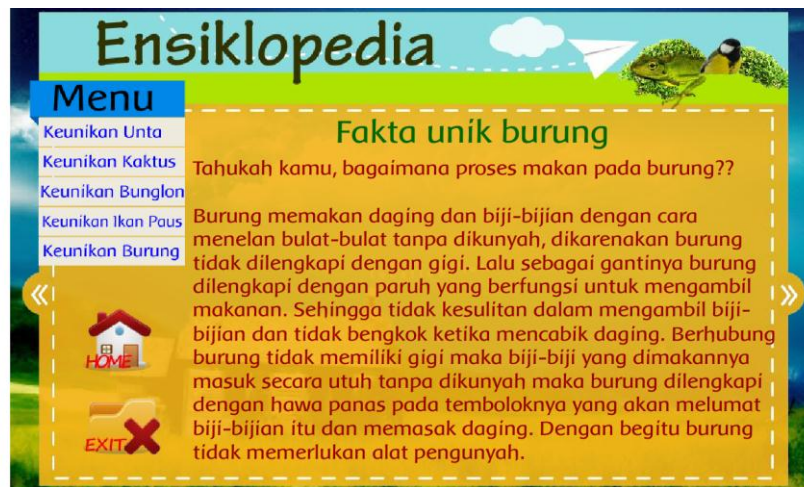 Ensiklopedia
Menu
Keunikan Unta
Keunikan Kaktus
Keunikan Bunglon
Keunikan Ikan Paus
Keunikan Burung
HOME
EXIT
Fakta unik burung
Tahukah kamu, bagaimana proses makan pada burung??
Burung memakan daging dan biji-bijian dengan cara
menelan bulat-bulat tanpa dikunyah, dikarenakan burung
tidak dilengkapi dengan gigi. Lalu sebagai gantinya burung
dilengkapi dengan paruh yang berfungsi untuk mengambil
makanan. Sehingga tidak kesulitan dalam mengambil biji-
bijian dan tidak bengkok ketika mencabik daging. Berhubung
burung tidak memiliki gigi maka biji-biji yang dimakannya
masuk secara utuh tanpa dikunyah maka burung dilengkapi
dengan hawa panas pada temboloknya yang akan melumat
biji-bijian itu dan memasak daging. Dengan begitu burung
tidak memerlukan alat pengunyah.